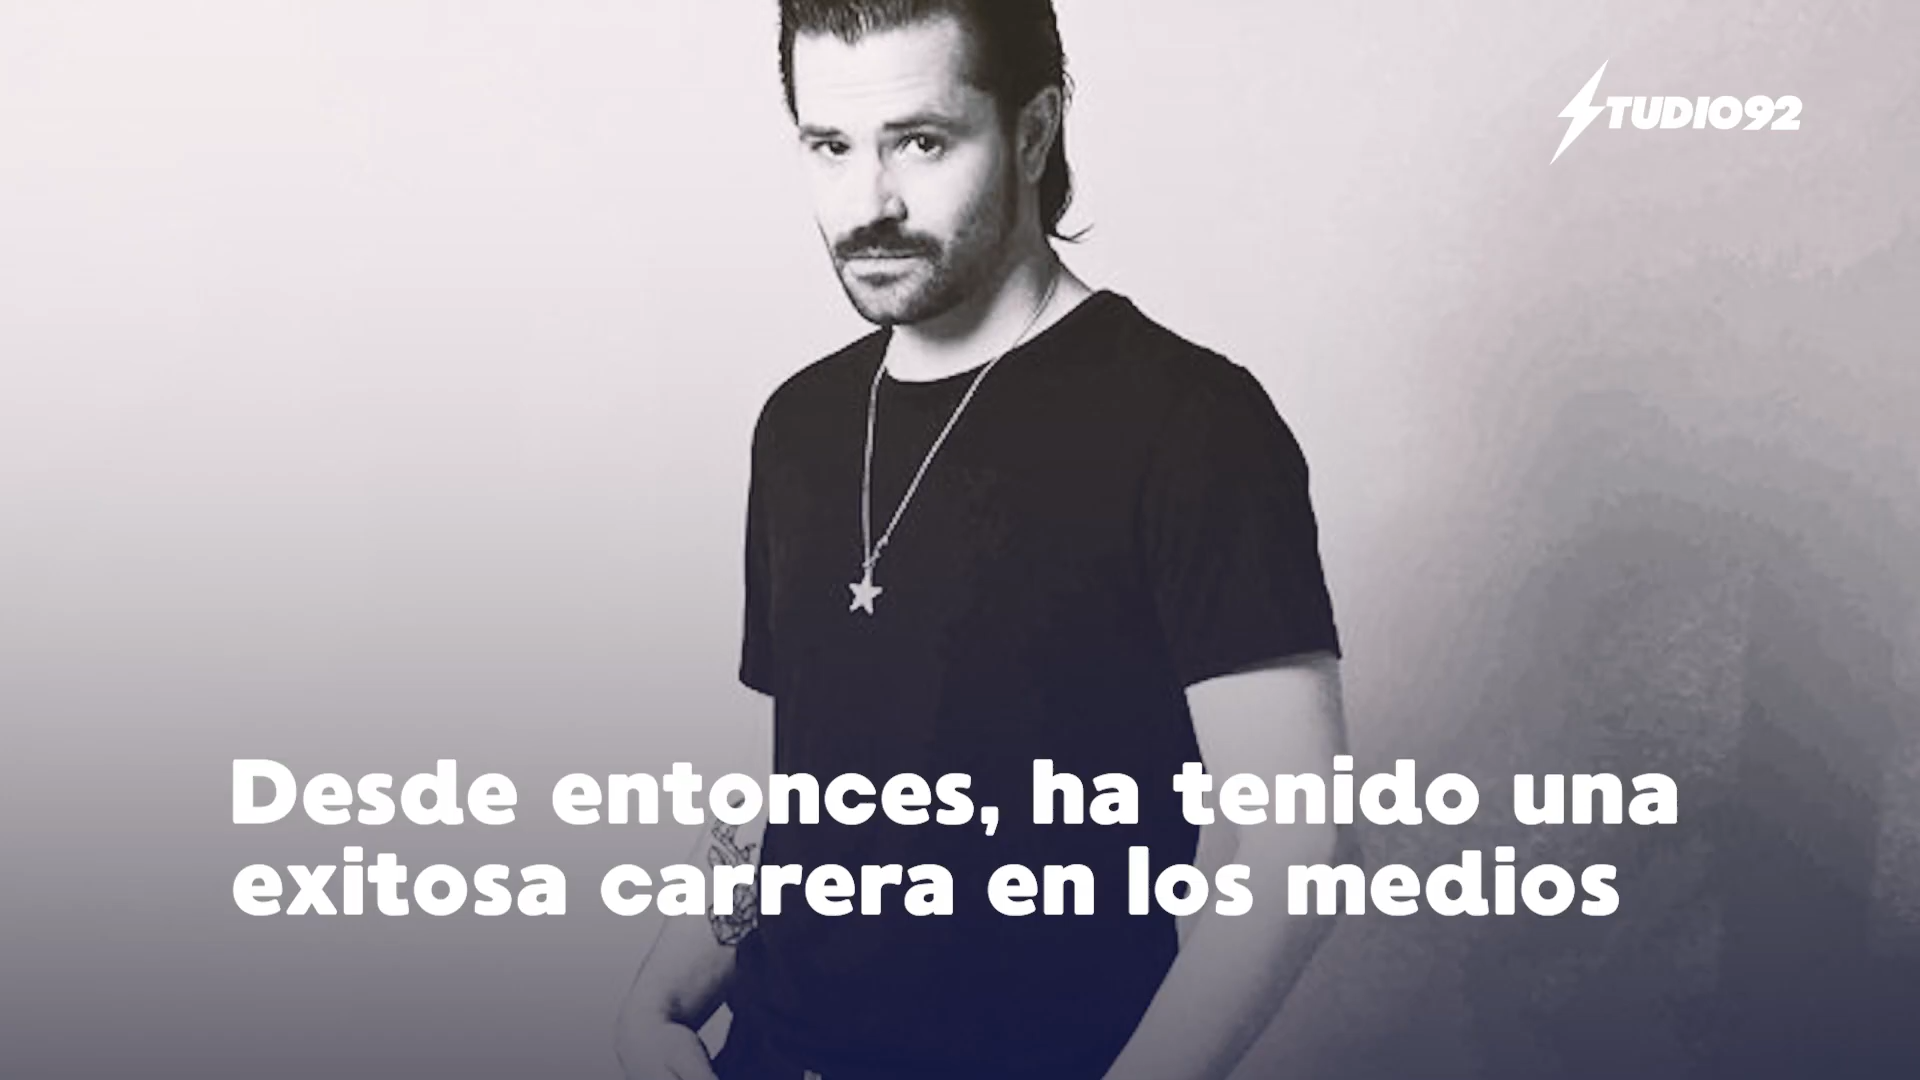 STUDIO92
Desde entonces, ha tenido una
exitosa carrera en los medios